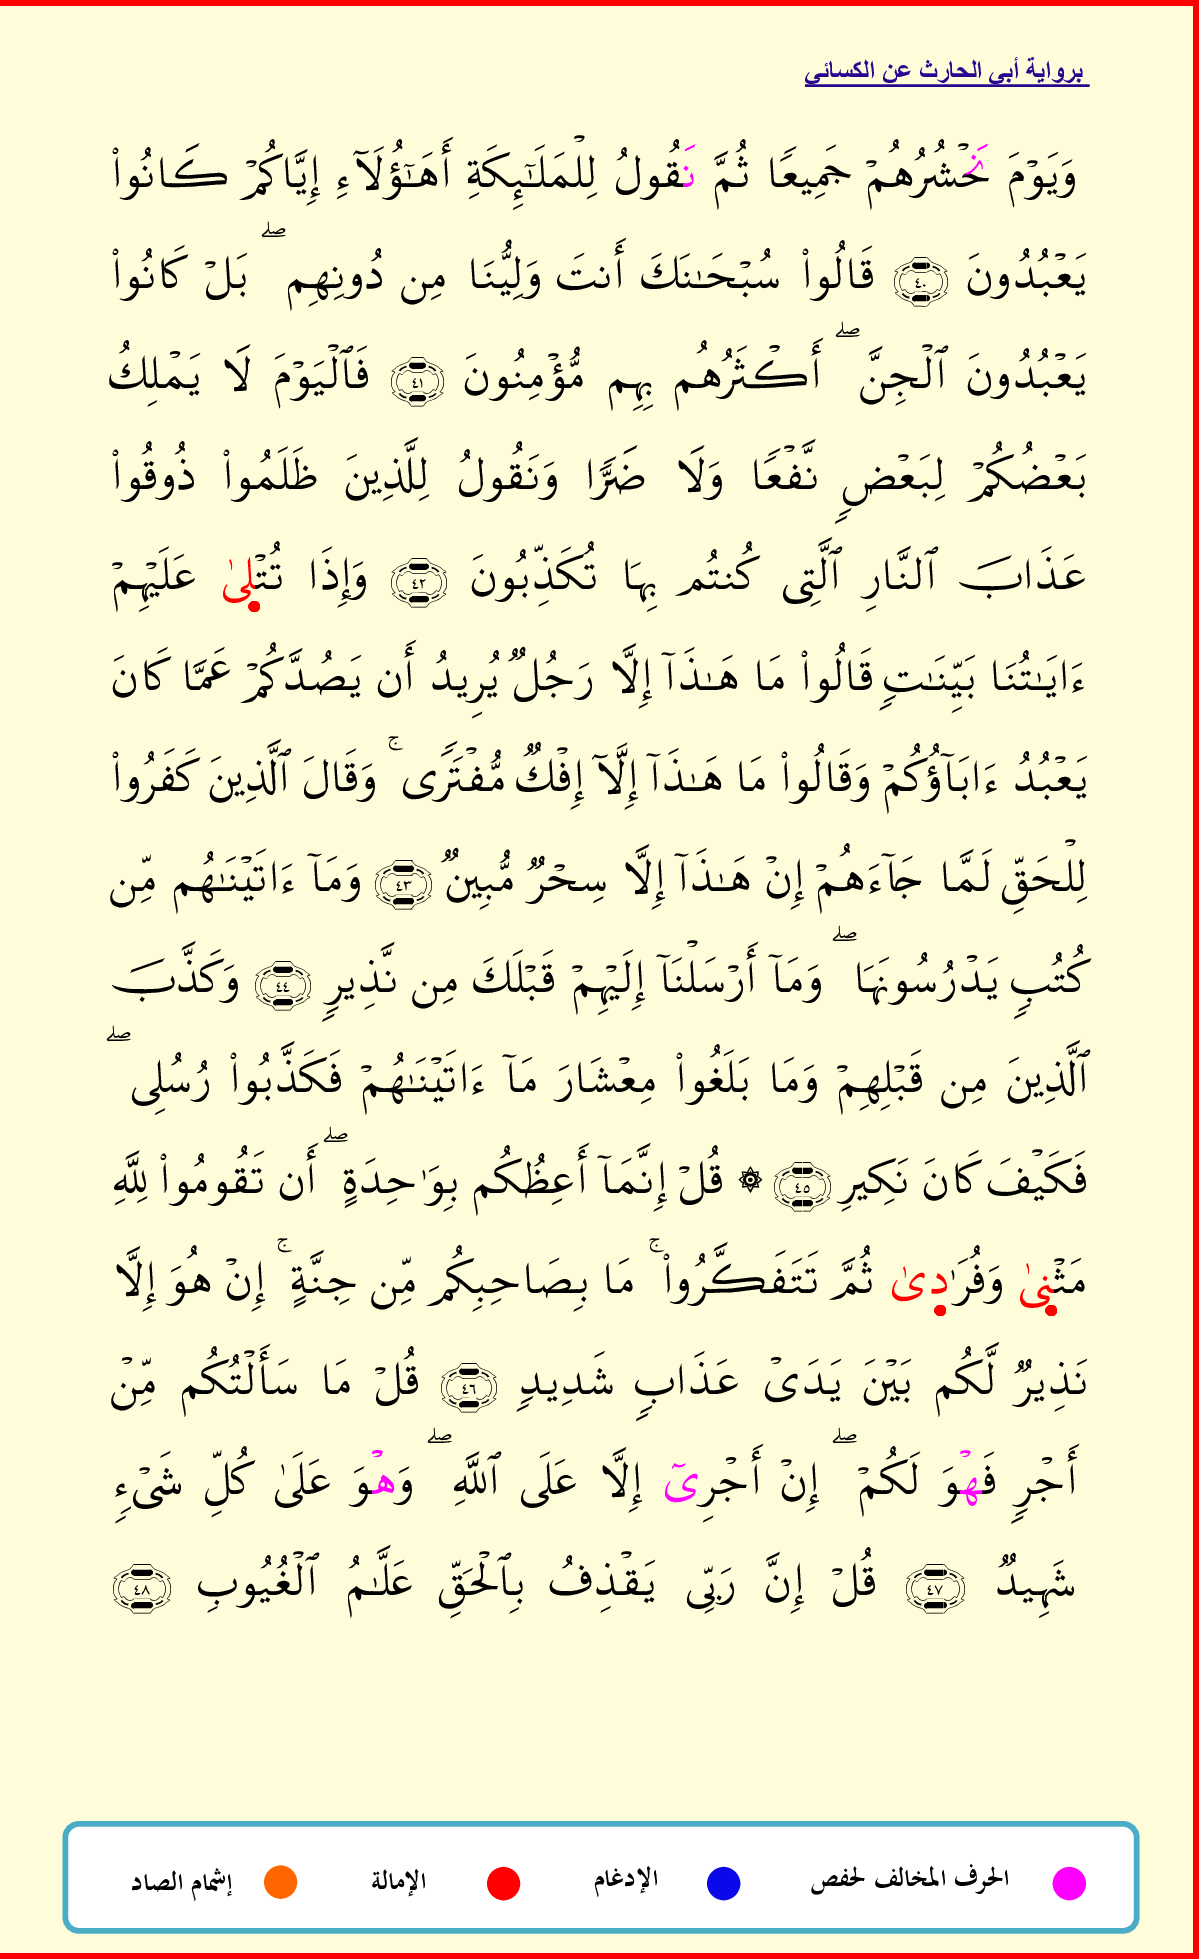 برواية أبي الحارث عن الكسائي
وَيَوْمَ نَحْشُرُهُمْ جَمِيعًا ثُمَّ نَقُولُ لِلْمَلَٰٓئِكَةِ أَهَٰٓؤُلَآءِ إِيَّاكُمْ كَانُوا۟
يَعْبُدُونَ ٤٠ قَالُوا۟ سُبْحَٰنَكَ أَنتَ وَلِيُّنَا مِن دُونِهِم ۖ بَلْ كَانُوا۟
يَعْبُدُونَ ٱلْجِنَّ ۖ أَكْثَرُهُم بِهِم مُّؤْمِنُونَ ٤١ فَٱلْيَوْمَ لَا يَمْلِكُ
بَعْضُكُمْ لِبَعْضٍ نَّفْعًا وَلَا ضَرًّا وَنَقُولُ لِلَّذِينَ ظَلَمُوا۟ ذُوقُوا۟
عَذَابَ ٱلنَّارِ ٱلَّتِى كُنتُم بِهَا تُكَذِّبُونَ ٤٢ وَإِذَا تُتْلِىٰ عَلَيْهِمْ
ءَايَٰتُنَا بَيِّنَٰتٍ قَالُوا۟ مَا هَٰذَآ إِلَّا رَجُلٌ يُرِيدُ أَن يَصُدَّكُمْ عَمَّا كَانَ
يَعْبُدُ ءَابَآؤُكُمْ وَقَالُوا۟ مَا هَٰذَآ إِلَّآ إِفْكٌ مُّفْتَرًى ۚ وَقَالَ ٱلَّذِينَ كَفَرُوا۟
لِلْحَقِّ لَمَّا جَآءَهُمْ إِنْ هَٰذَآ إِلَّا سِحْرٌ مُّبِينٌ ٤٣ وَمَآ ءَاتَيْنَٰهُم مِّن
كُتُبٍ يَدْرُسُونَهَا ۖ وَمَآ أَرْسَلْنَآ إِلَيْهِمْ قَبْلَكَ مِن نَّذِيرٍ ٤٤ وَكَذَّبَ
ٱلَّذِينَ مِن قَبْلِهِمْ وَمَا بَلَغُوا۟ مِعْشَارَ مَآ ءَاتَيْنَٰهُمْ فَكَذَّبُوا۟ رُسُلِى ۖ
فَكَيْفَ كَانَ نَكِيرِ ٤٥ ۞ قُلْ إِنَّمَآ أَعِظُكُم بِوَٰحِدَةٍ ۖ أَن تَقُومُوا۟ لِلَّهِ
مَثْنِىٰ وَفُرَٰدِىٰ ثُمَّ تَتَفَكَّرُوا۟ ۚ مَا بِصَاحِبِكُم مِّن جِنَّةٍ ۚ إِنْ هُوَ إِلَّا
نَذِيرٌ لَّكُم بَيْنَ يَدَىْ عَذَابٍ شَدِيدٍ ٤٦ قُلْ مَا سَأَلْتُكُم مِّنْ
أَجْرٍ فَهْوَ لَكُمْ ۖ إِنْ أَجْرِىٓ إِلَّا عَلَى ٱللَّهِ ۖ وَهْوَ عَلَىٰ كُلِّ شَىْءٍ
شَهِيدٌ ٤٧ قُلْ إِنَّ رَبِّى يَقْذِفُ بِٱلْحَقِّ عَلَّٰمُ ٱلْغُيُوبِ ٤٨
الحرف المخالف لحفص الإدغام الإمالة إشمام الصاد